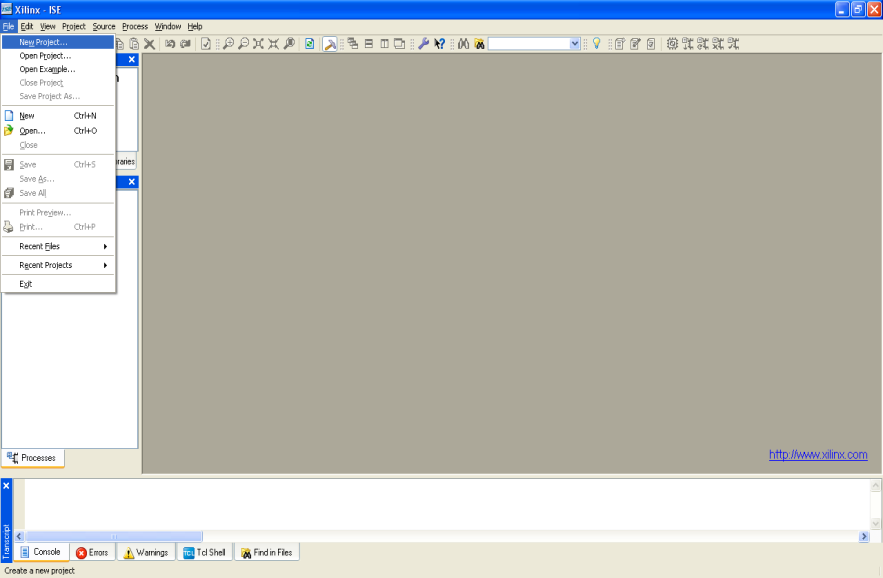 Xilinx - ISE
File Edit View Project Source Process Window Help
New Project...
Open Project...
Open Example...
Close Project
Save Project As...
New Ctrl+N
Open... Ctrl+O
Close
raries
Save Ctrl+S
Save As...
Save All
Print Preview...
Print... Ctrl+P
Recent Files
Recent Projects
Exit
Processes
http://www.xilinx.com
Transcript
Console Errors Warnings TCL Tcl Shell Find in Files
Create a new project